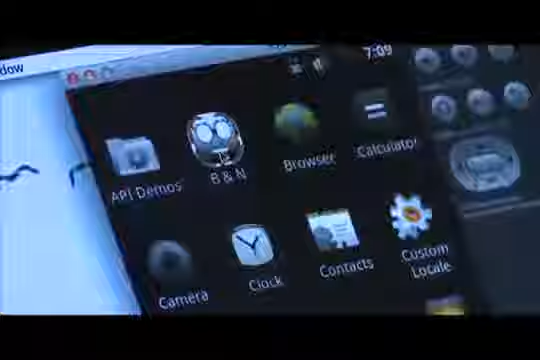 dow
7:09
API Demos
B & N
Browser
Calculator
Camera
Clock
Contacts
Custom
Locale